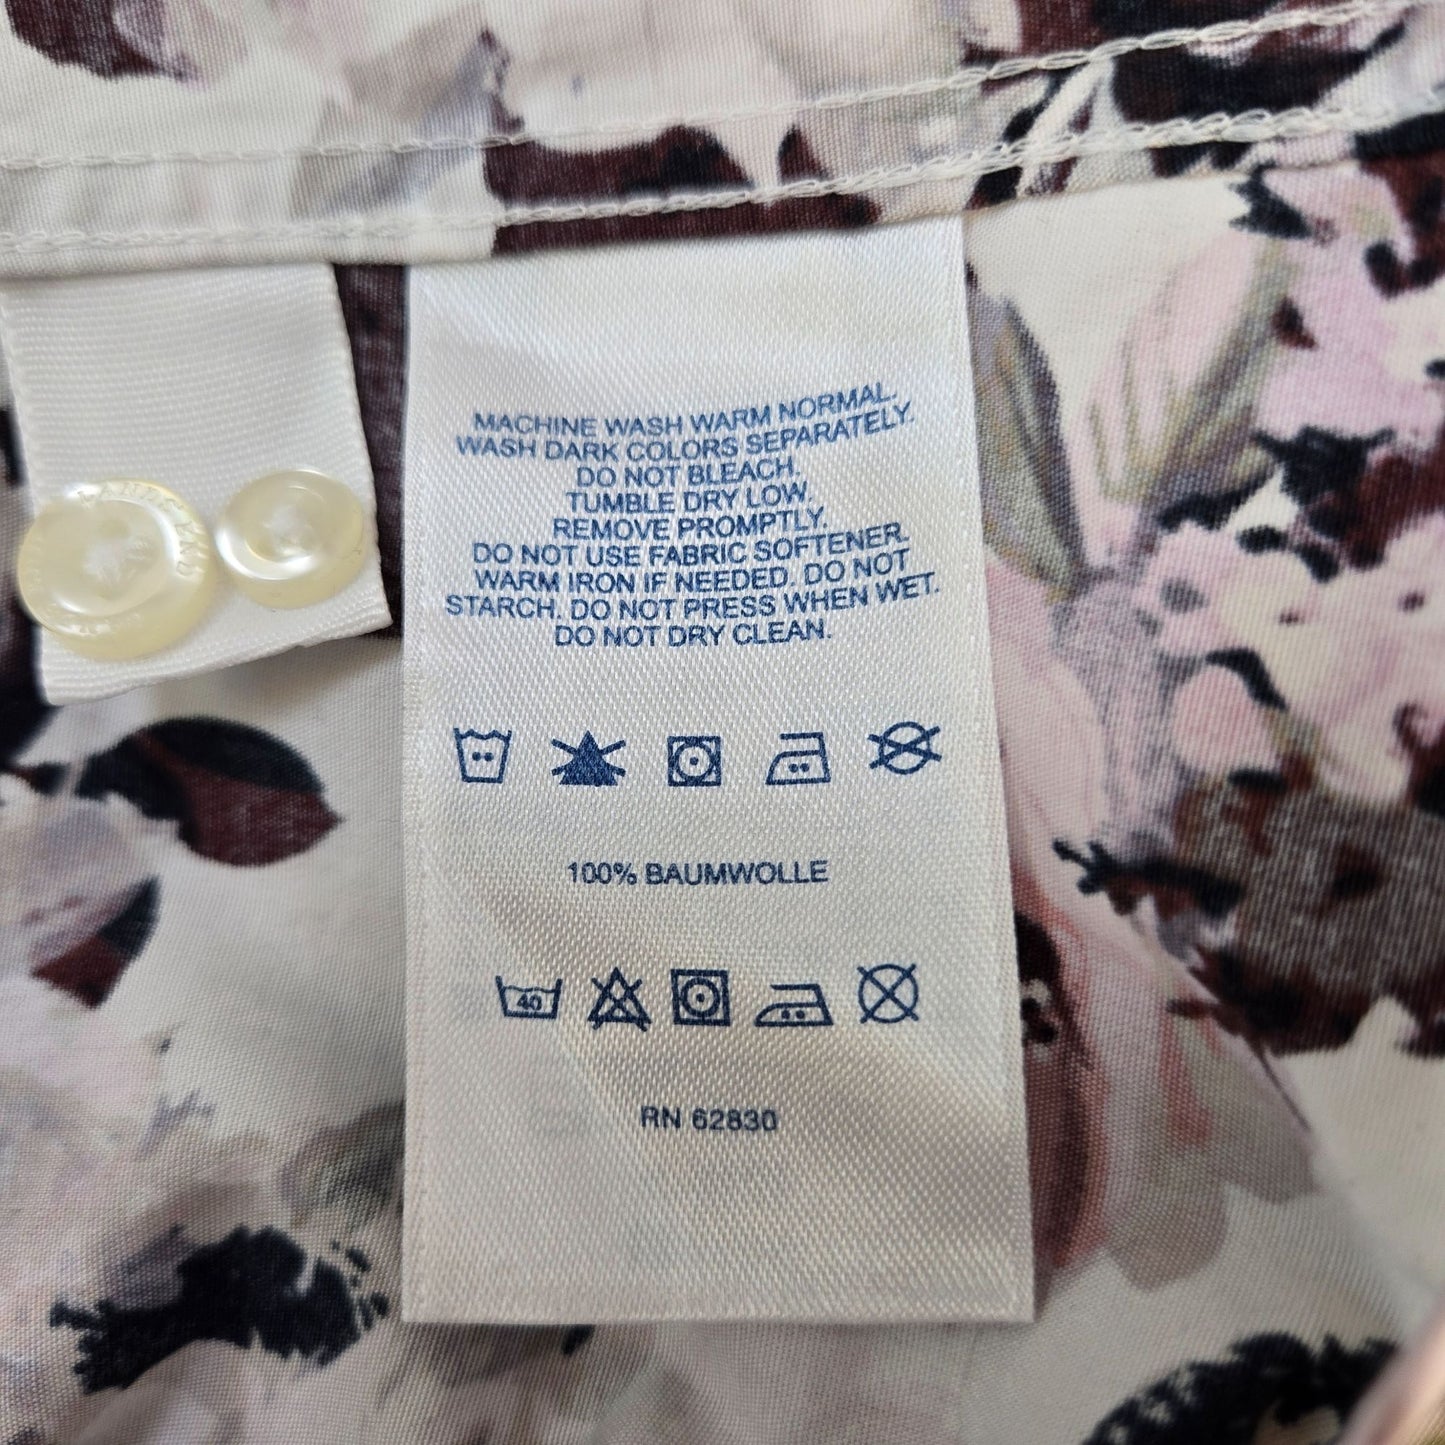 MACHINE WASH WARM NORMAL.
WASH DARK COLORS SEPARATELY.
DO NOT BLEACH.
TUMBLE DRY LOW.
REMOVE PROMPTLY.
DO NOT USE FABRIC SOFTENER.
WARM IRON IF NEEDED. DO NOT
STARCH. DO NOT PRESS WHEN WET.
DO NOT DRY CLEAN.
100% BAUMWOLLE
40
RN 62830